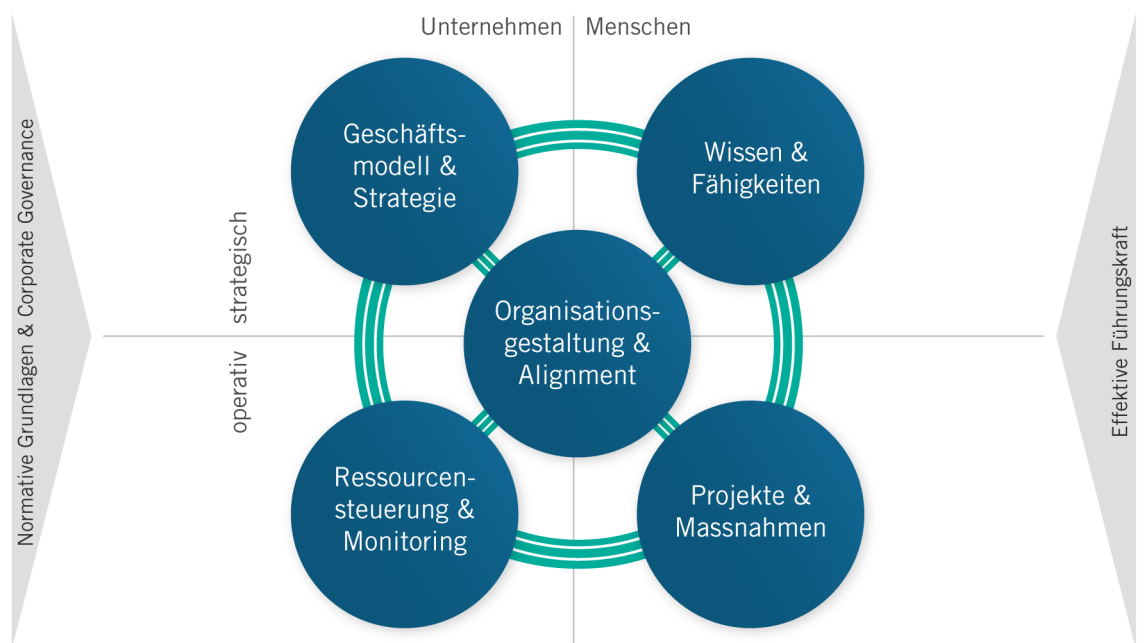 Unternehmen
Menschen
Normative Grundlagen & Corporate Governance
strategisch
operativ
Geschäfts-
modell &
Strategie
Wissen &
Fähigkeiten
Organisations-
gestaltung &
Alignment
Ressourcen-
steuerung &
Monitoring
Projekte &
Massnahmen
Effektive Führungskraft